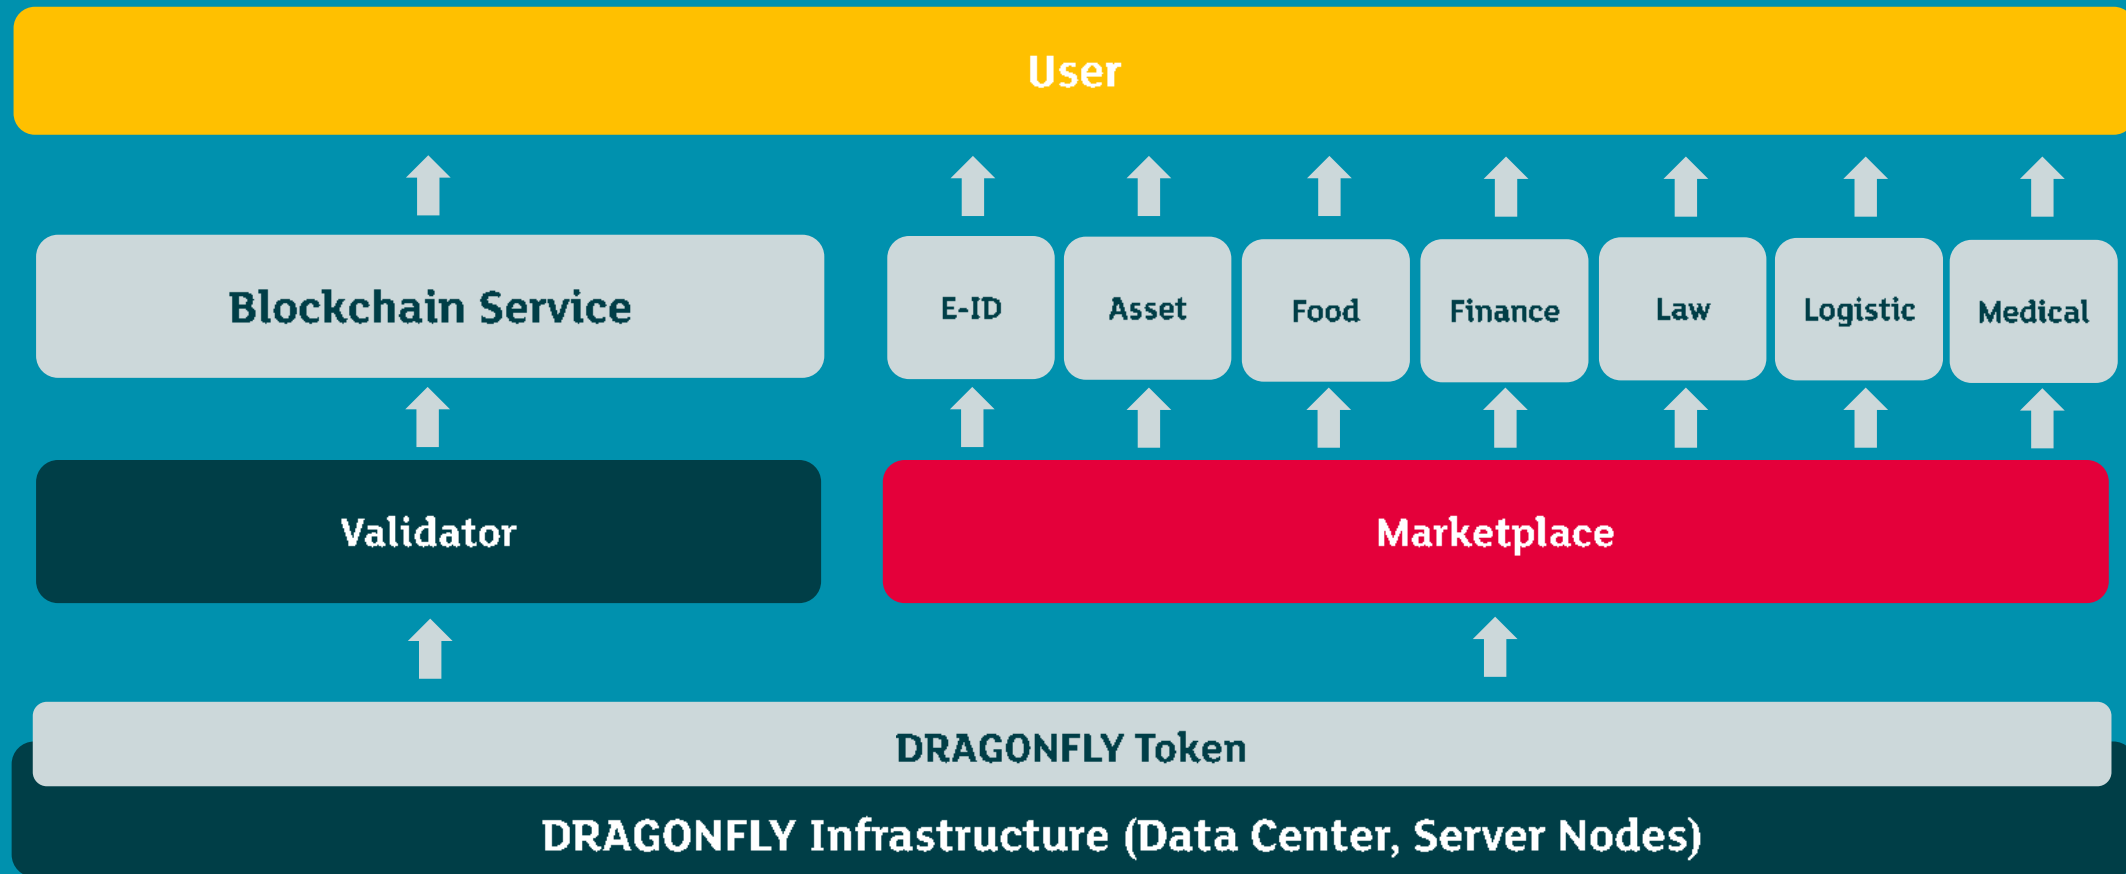 User
Blockchain Service
E-ID
Asset
Food
Finance
Law
Logistic
Medical
Validator
Marketplace
DRAGONFLY Token
DRAGONFLY Infrastructure (Data Center, Server Nodes)